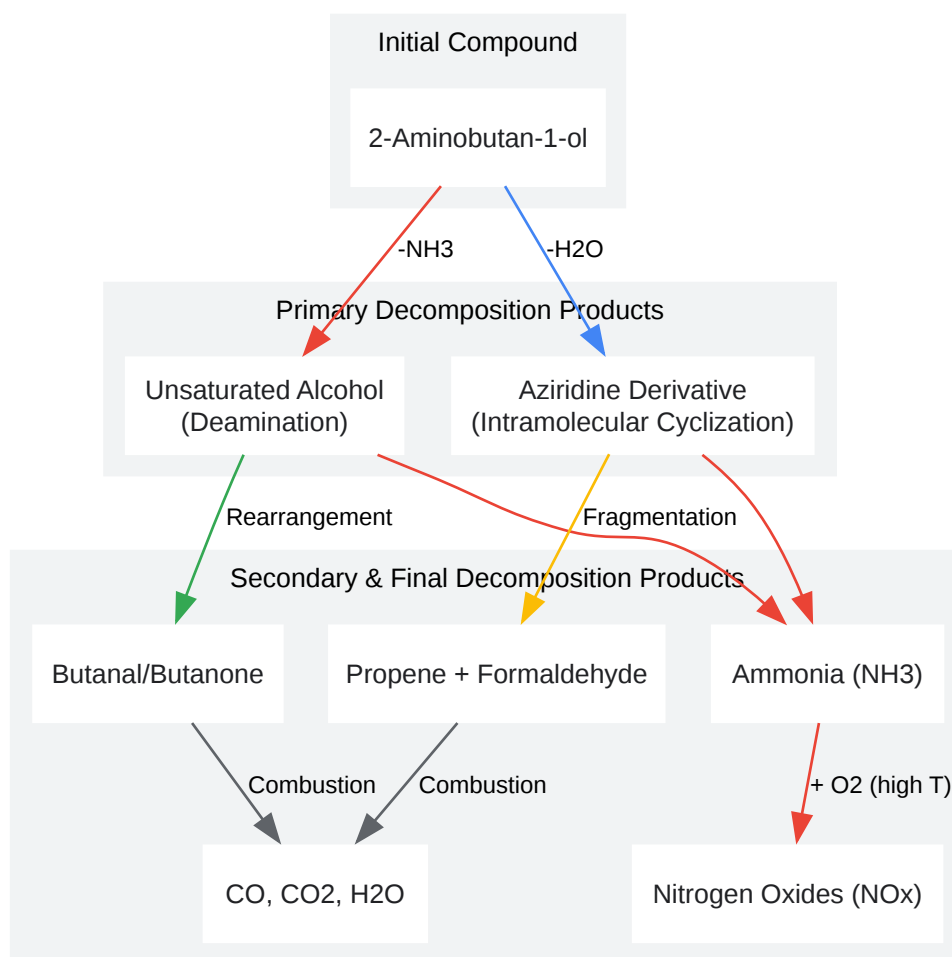 Initial Compound
2-Aminobutan-1-ol
-NH3
-H2O
Primary Decomposition Products
Unsaturated Alcohol
(Deamination)
Aziridine Derivative
(Intramolecular Cyclization)
Rearrangement
Fragmentation
Secondary & Final Decomposition Products
Butanal/Butanone
Propene + Formaldehyde
Ammonia (NH3)
Combustion
Combustion
+ O2 (high T)
CO, CO2, H2O
Nitrogen Oxides (NOx)